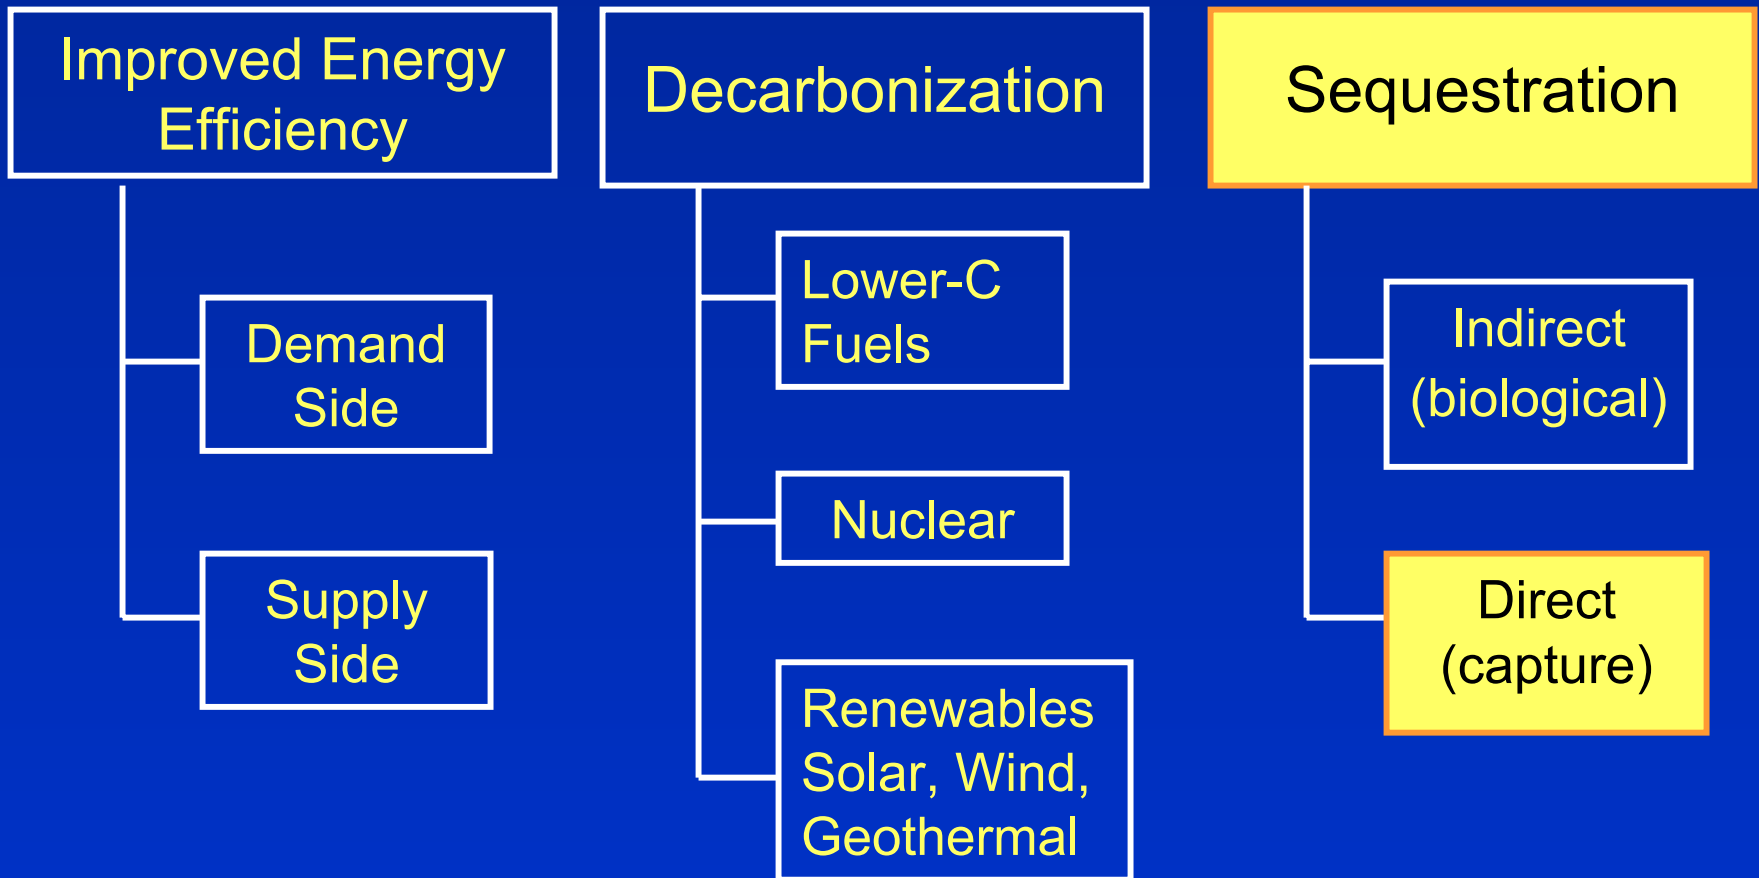 Improved Energy
Efficiency
Demand
Side
Supply
Side
Decarbonization
Lower-C
Fuels
Nuclear
Renewables
Solar, Wind,
Geothermal
Sequestration
Indirect
(biological)
Direct
(capture)